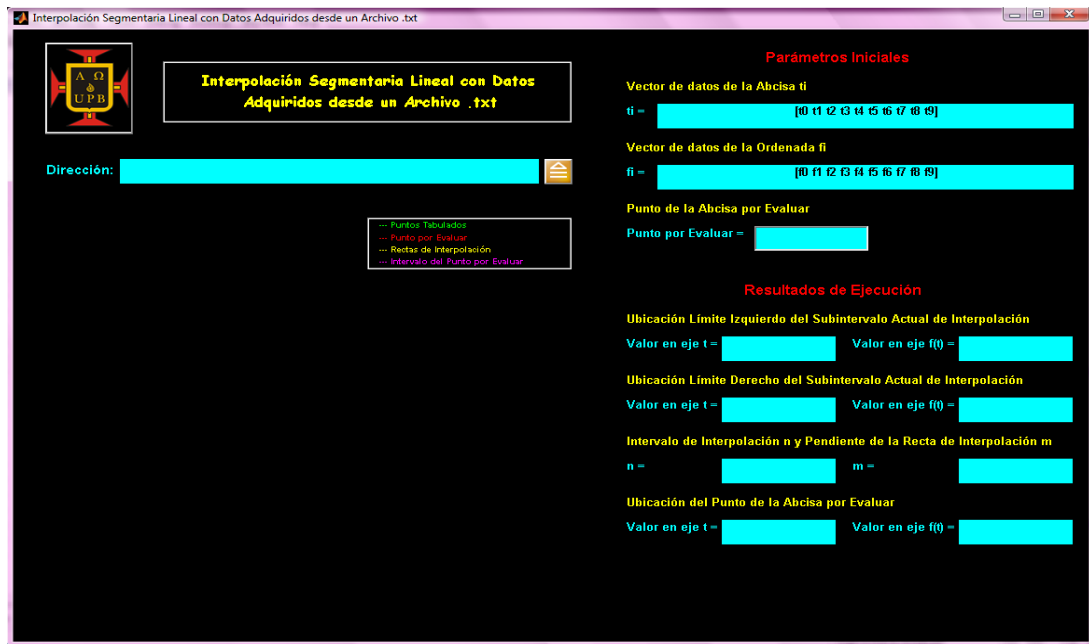 Interpolación Segmentaria Lineal con Datos Adquiridos desde un Archivo .txt
Α Ω
UPB
Interpolación Segmentaria Lineal con Datos
Adquiridos desde un Archivo .txt
Dirección:
--- Puntos Tabulados
--- Punto por Evaluar
--- Rectas de Interpolación
--- Intervalo del Punto por Evaluar
Parámetros Iniciales
Vector de datos de la Abcisa ti
ti = [t0 t1 t2 t3 t4 t5 t6 t7 t8 t9]
Vector de datos de la Ordenada fi
fi = [f0 f1 f2 f3 f4 f5 f6 f7 f8 f9]
Punto de la Abcisa por Evaluar
Punto por Evaluar =
Resultados de Ejecución
Ubicación Límite Izquierdo del Subintervalo Actual de Interpolación
Valor en eje t = Valor en eje f(t) =
Ubicación Límite Derecho del Subintervalo Actual de Interpolación
Valor en eje t = Valor en eje f(t) =
Intervalo de Interpolación n y Pendiente de la Recta de Interpolación m
n = m =
Ubicación del Punto de la Abcisa por Evaluar
Valor en eje t = Valor en eje f(t) =